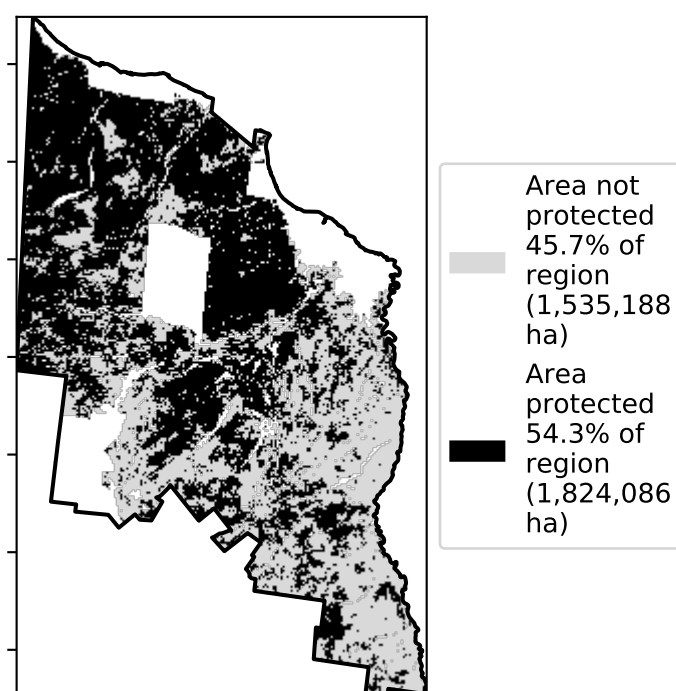 Area not
protected
45.7% of
region
(1,535,188
ha)
Area
protected
54.3% of
region
(1,824,086
ha)